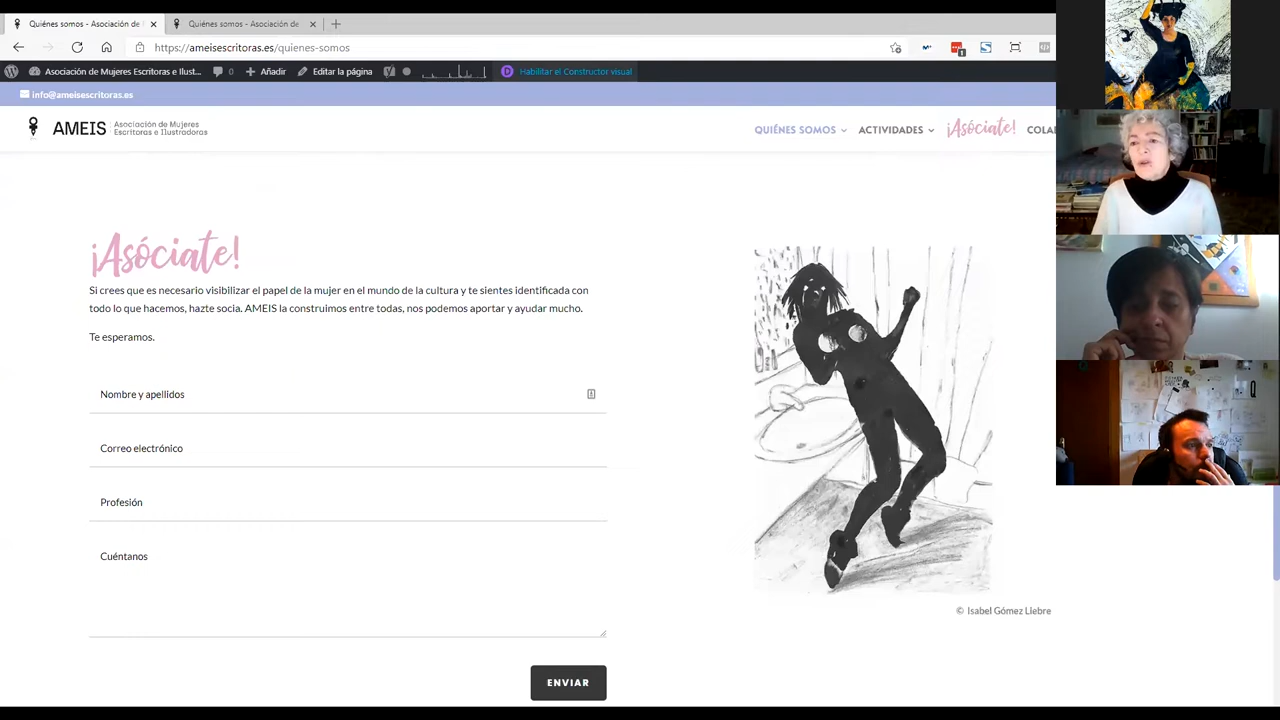 Quiénes somos - Asociación de
Quiénes somos - Asociación de
https://ameisescritoras.es/quienes-somos
Asociación de Mujeres Escritoras e Ilust...
0
Añadir
Editar la página
Habilitar el Constructor visual
info@ameisescritoras.es
AMEIS
Asociación de Mujeres
Escritoras e Ilustradoras
QUIÉNES SOMOS
ACTIVIDADES
¡Asóciate!
COLA
¡Asóciate!
Si crees que es necesario visibilizar el papel de la mujer en el mundo de la cultura y te sientes identificada con
todo lo que hacemos, hazte socia. AMEIS la construimos entre todas, nos podemos aportar y ayudar mucho.
Te esperamos.
Nombre y apellidos
Correo electrónico
Profesión
Cuéntanos
ENVIAR
© Isabel Gómez Liebre